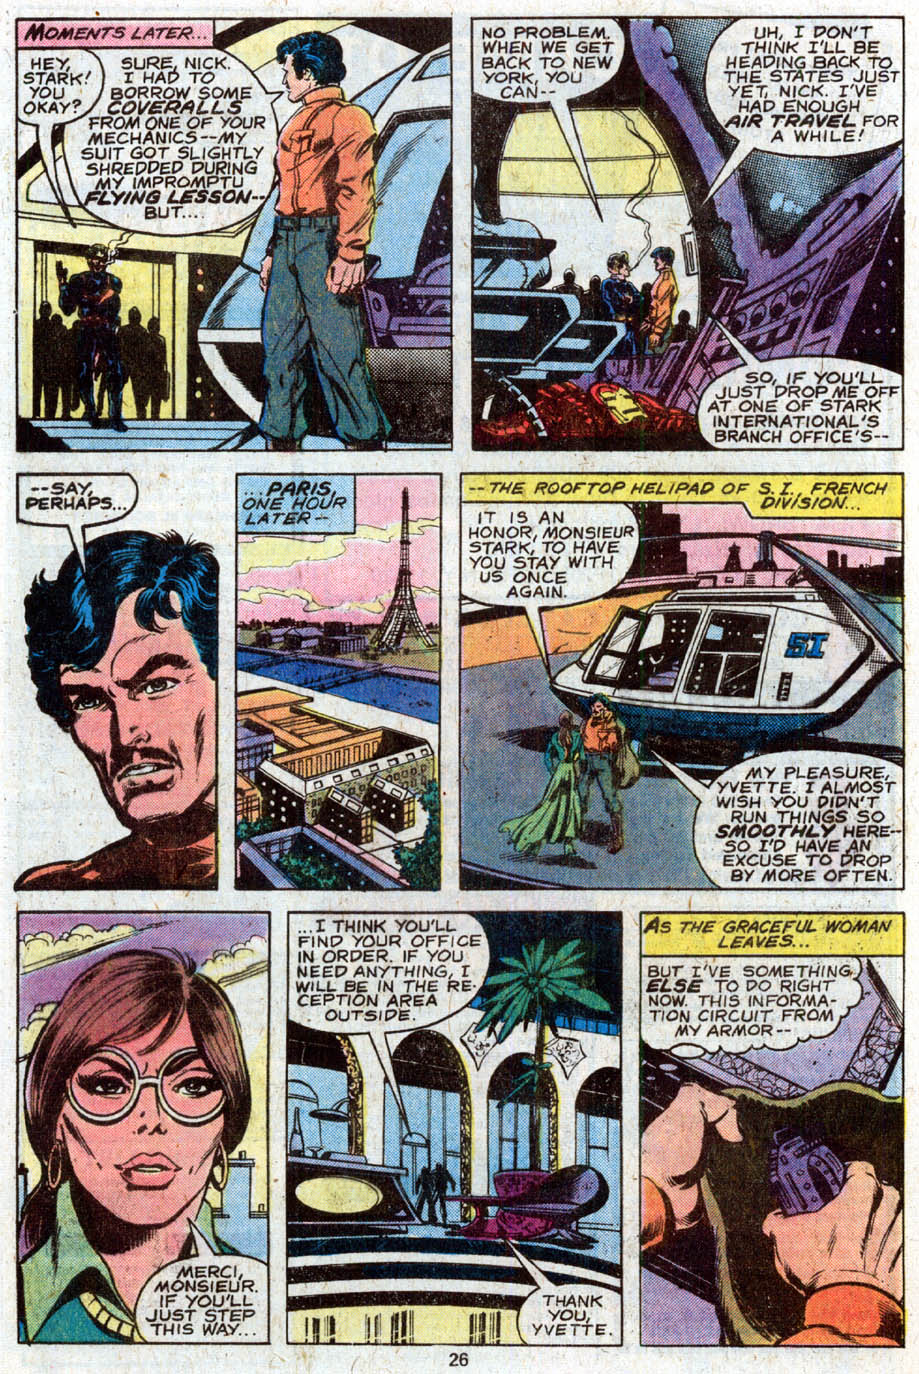 MOMENTS LATER...
HEY,
STARK!
YOU
OKAY?
SURE, NICK.
I HAD TO
BORROW SOME
COVERALLS
FROM ONE OF YOUR
MECHANICS--MY
SUIT GOT SLIGHTLY
SHREDDED DURING
MY IMPROMPTU
FLYING LESSON--
BUT....
NO PROBLEM.
WHEN WE GET
BACK TO NEW
YORK, YOU
CAN--
UH, I DON'T
THINK I'LL BE
HEADING BACK TO
THE STATES JUST
YET, NICK. I'VE
HAD ENOUGH
AIR TRAVEL FOR
A WHILE!
SO, IF YOU'LL
JUST DROP ME OFF
AT ONE OF STARK
INTERNATIONAL'S
BRANCH OFFICE'S--
--SAY,
PERHAPS...
...PARIS,
ONE HOUR
LATER--
--THE ROOFTOP HELIPAD OF S.I., FRENCH
DIVISION...
IT IS AN
HONOR, MONSIEUR
STARK, TO HAVE
YOU STAY WITH
US ONCE
AGAIN.
SI
MY PLEASURE,
YVETTE. I ALMOST
WISH YOU DIDN'T
RUN THINGS SO
SMOOTHLY HERE--
SO I'D HAVE AN
EXCUSE TO DROP
BY MORE OFTEN.
MERCI,
MONSIEUR.
IF YOU'LL
JUST STEP
THIS WAY...
...I THINK YOU'LL
FIND YOUR OFFICE
IN ORDER. IF YOU
NEED ANYTHING, I
WILL BE IN THE RE-
CEPTION AREA
OUTSIDE.
THANK
YOU,
YVETTE.
AS THE GRACEFUL WOMAN
LEAVES...
BUT I'VE SOMETHING
ELSE TO DO RIGHT
NOW. THIS INFORMA-
TION CIRCUIT FROM
MY ARMOR--
26